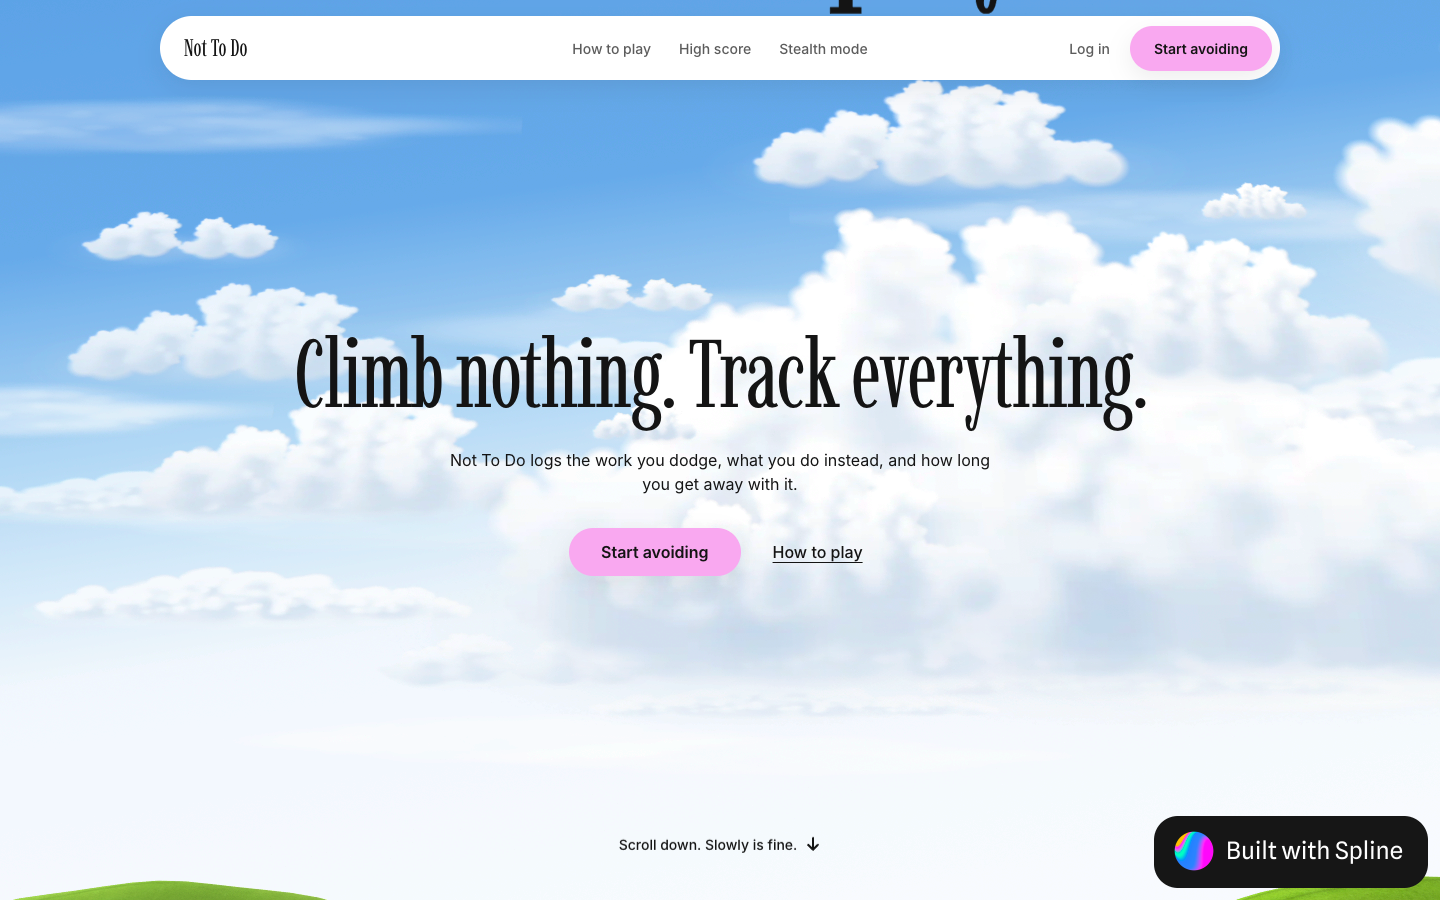 Not To Do
How to play
High score
Stealth mode
Log in
Start avoiding
Climb nothing. Track everything.
Not To Do logs the work you dodge, what you do instead, and how long
you get away with it.
Start avoiding
How to play
Scroll down. Slowly is fine.
Built with Spline